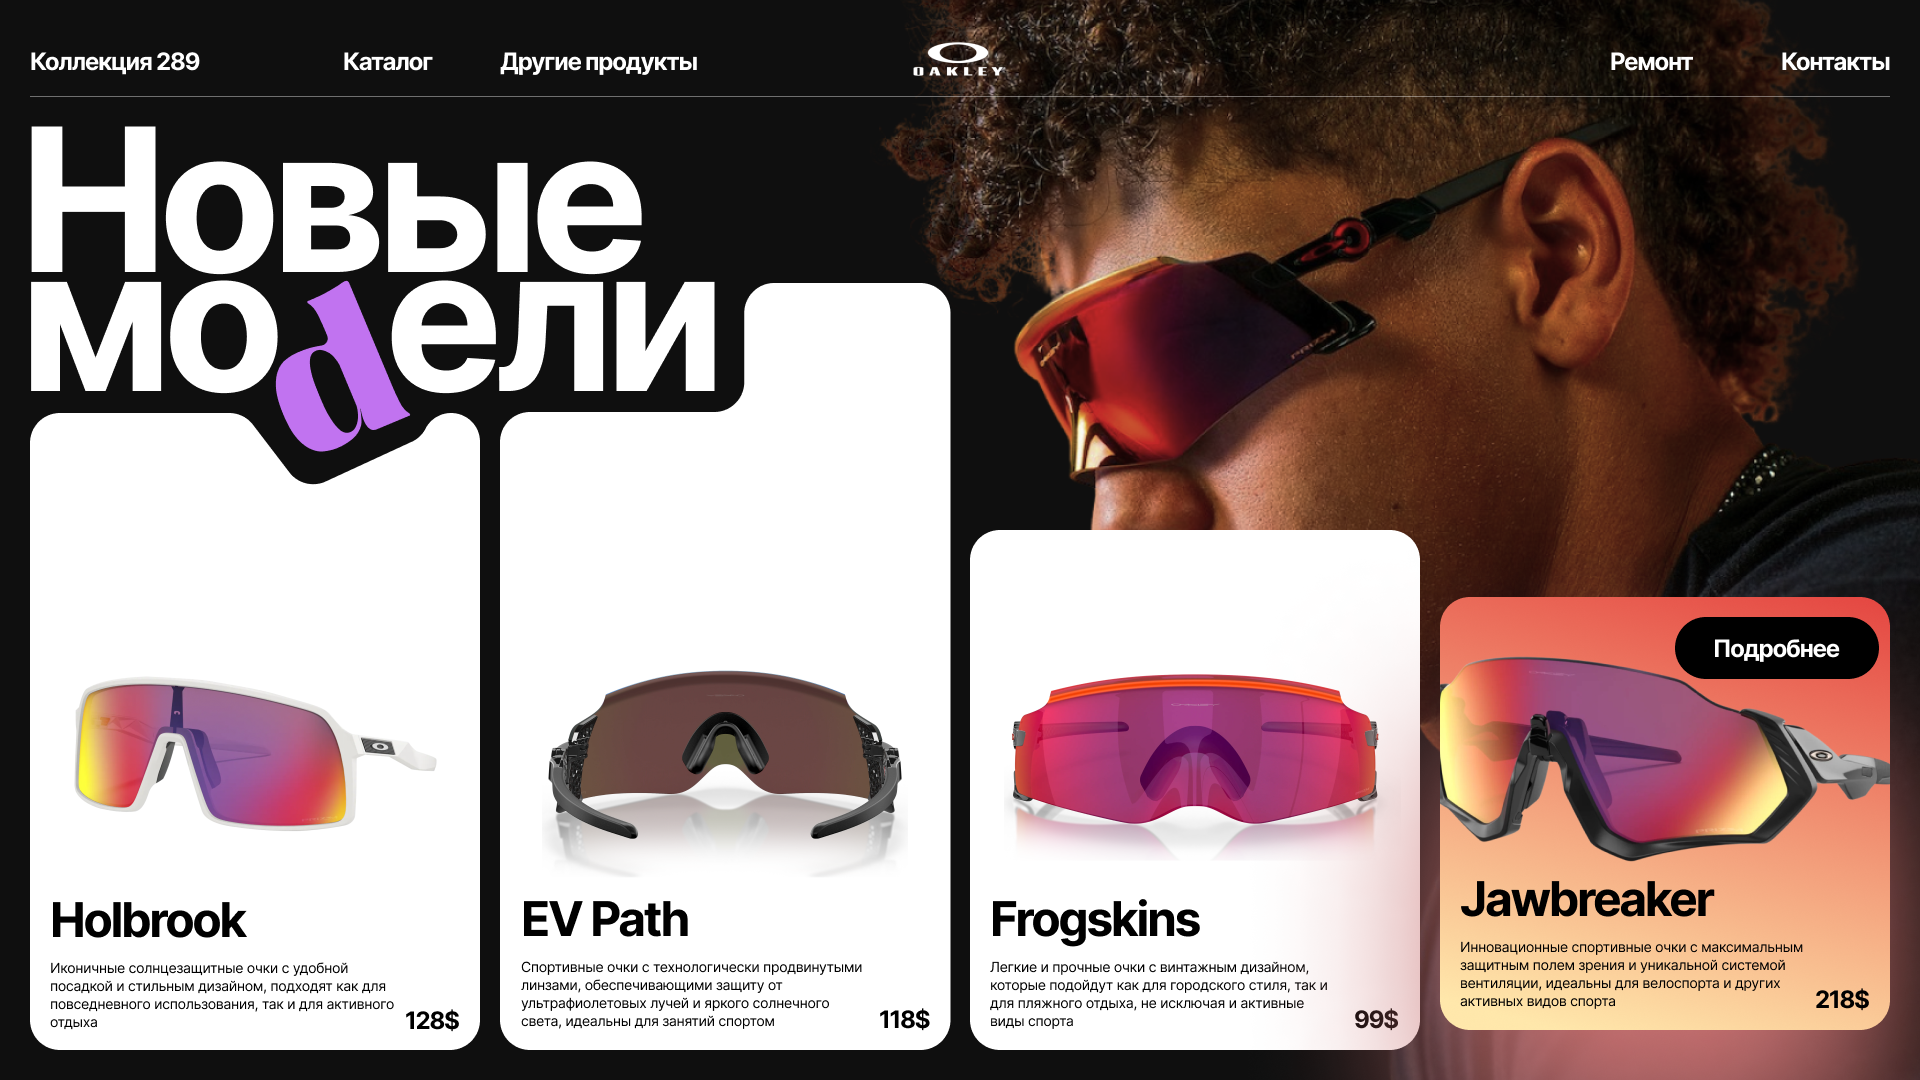 Коллекция 289
Каталог
Другие продукты
OAKLEY
Ремонт
Контакты
Новые
моdели
Holbrook
Иконичные солнцезащитные очки с удобной
посадкой и стильным дизайном, подходят как для
повседневного использования, так и для активного
отдыха
128$
EV Path
Спортивные очки с технологически продвинутыми
линзами, обеспечивающими защиту от
ультрафиолетовых лучей и яркого солнечного
света, идеальны для занятий спортом
118$
Frogskins
Легкие и прочные очки с винтажным дизайном,
которые подойдут как для городского стиля, так и
для пляжного отдыха, не исключая и активные
виды спорта
99$
Подробнее
Jawbreaker
Инновационные спортивные очки с максимальным
защитным полем зрения и уникальной системой
вентиляции, идеальны для велоспорта и других
активных видов спорта
218$